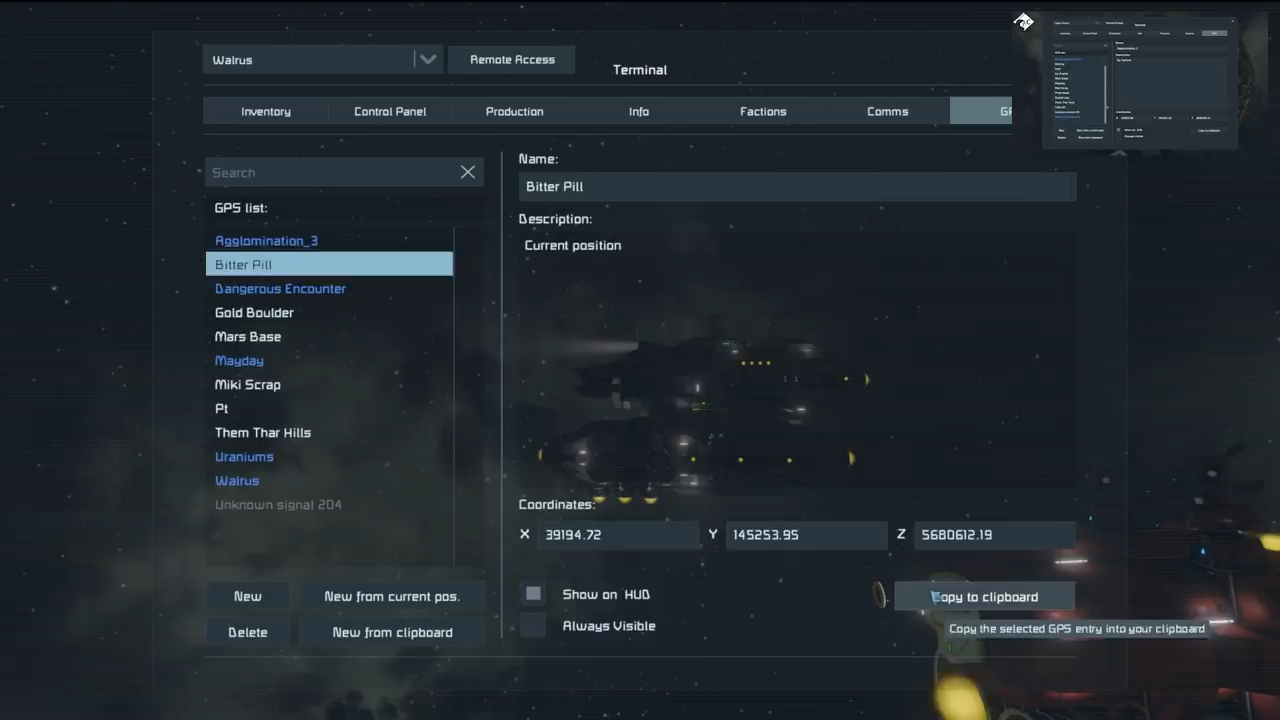 Walrus
Remote Access
Terminal
Inventory
Control Panel
Production
Info
Factions
Comms
Search
GPS list:
Agglomination_3
Bitter Pill
Dangerous Encounter
Gold Boulder
Mars Base
Mayday
Miki Scrap
Pt
Them Thar Hills
Uraniums
Walrus
Unknown signal 204
New
New from current pos.
Delete
New from clipboard
Name:
Bitter Pill
Description:
Current position
Coordinates:
X 39194.72 Y 145253.95 Z 5680612.19
Show on HUD
Always Visible
Copy to clipboard
Copy the selected GPS entry into your clipboard